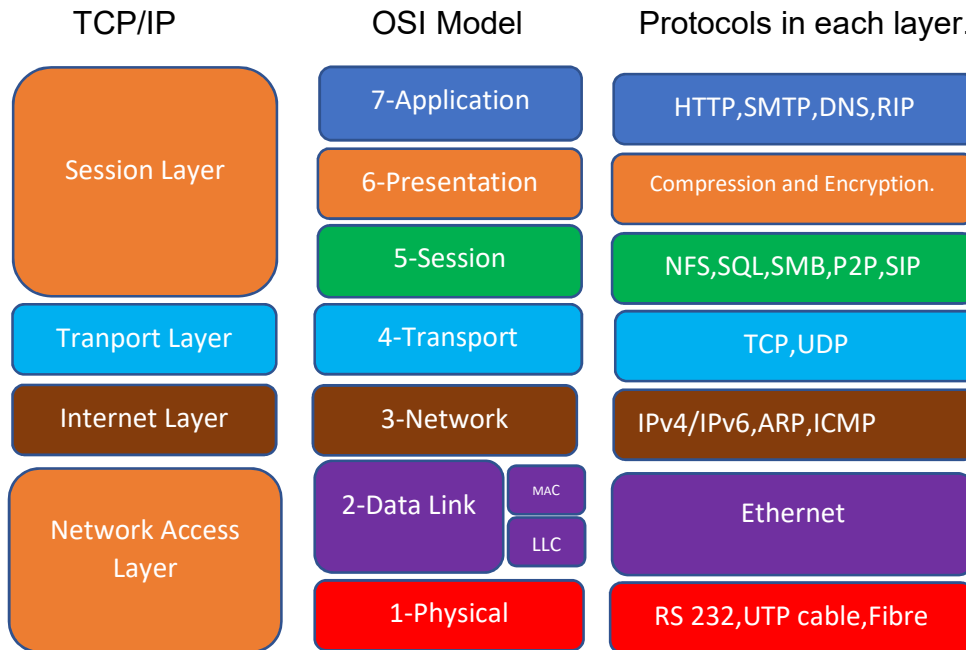 TCP/IP
OSI Model
Protocols in each layer.
Session Layer
7-Application
HTTP,SMTP,DNS,RIP
6-Presentation
Compression and Encryption.
5-Session
NFS,SQL,SMB,P2P,SIP
Tranport Layer
4-Transport
TCP,UDP
Internet Layer
3-Network
IPv4/IPv6,ARP,ICMP
Network Access
Layer
2-Data Link
MAC
LLC
Ethernet
1-Physical
RS 232,UTP cable,Fibre